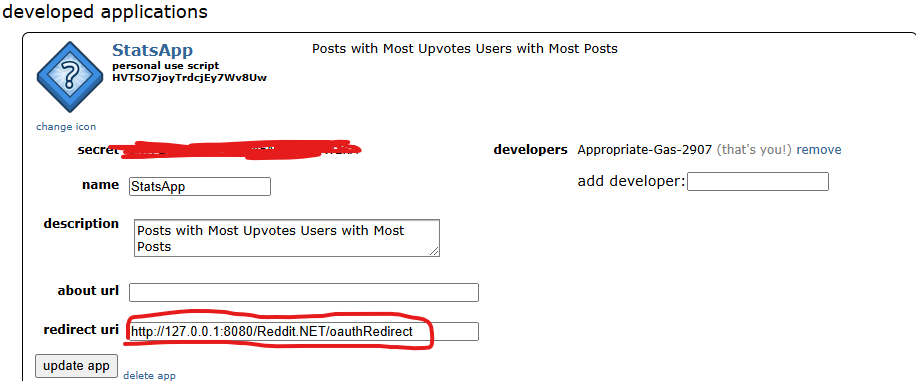 developed applications
StatsApp
Posts with Most Upvotes Users with Most Posts
personal use script
HVTSO7joyTrdcjEy7Wv8Uw
change icon
secret
developers Appropriate-Gas-2907 (that's you!) remove
name StatsApp
add developer:
description Posts with Most Upvotes Users with Most
Posts
about url
redirect uri http://127.0.0.1:8080/Reddit.NET/oauthRedirect
update app
delete app